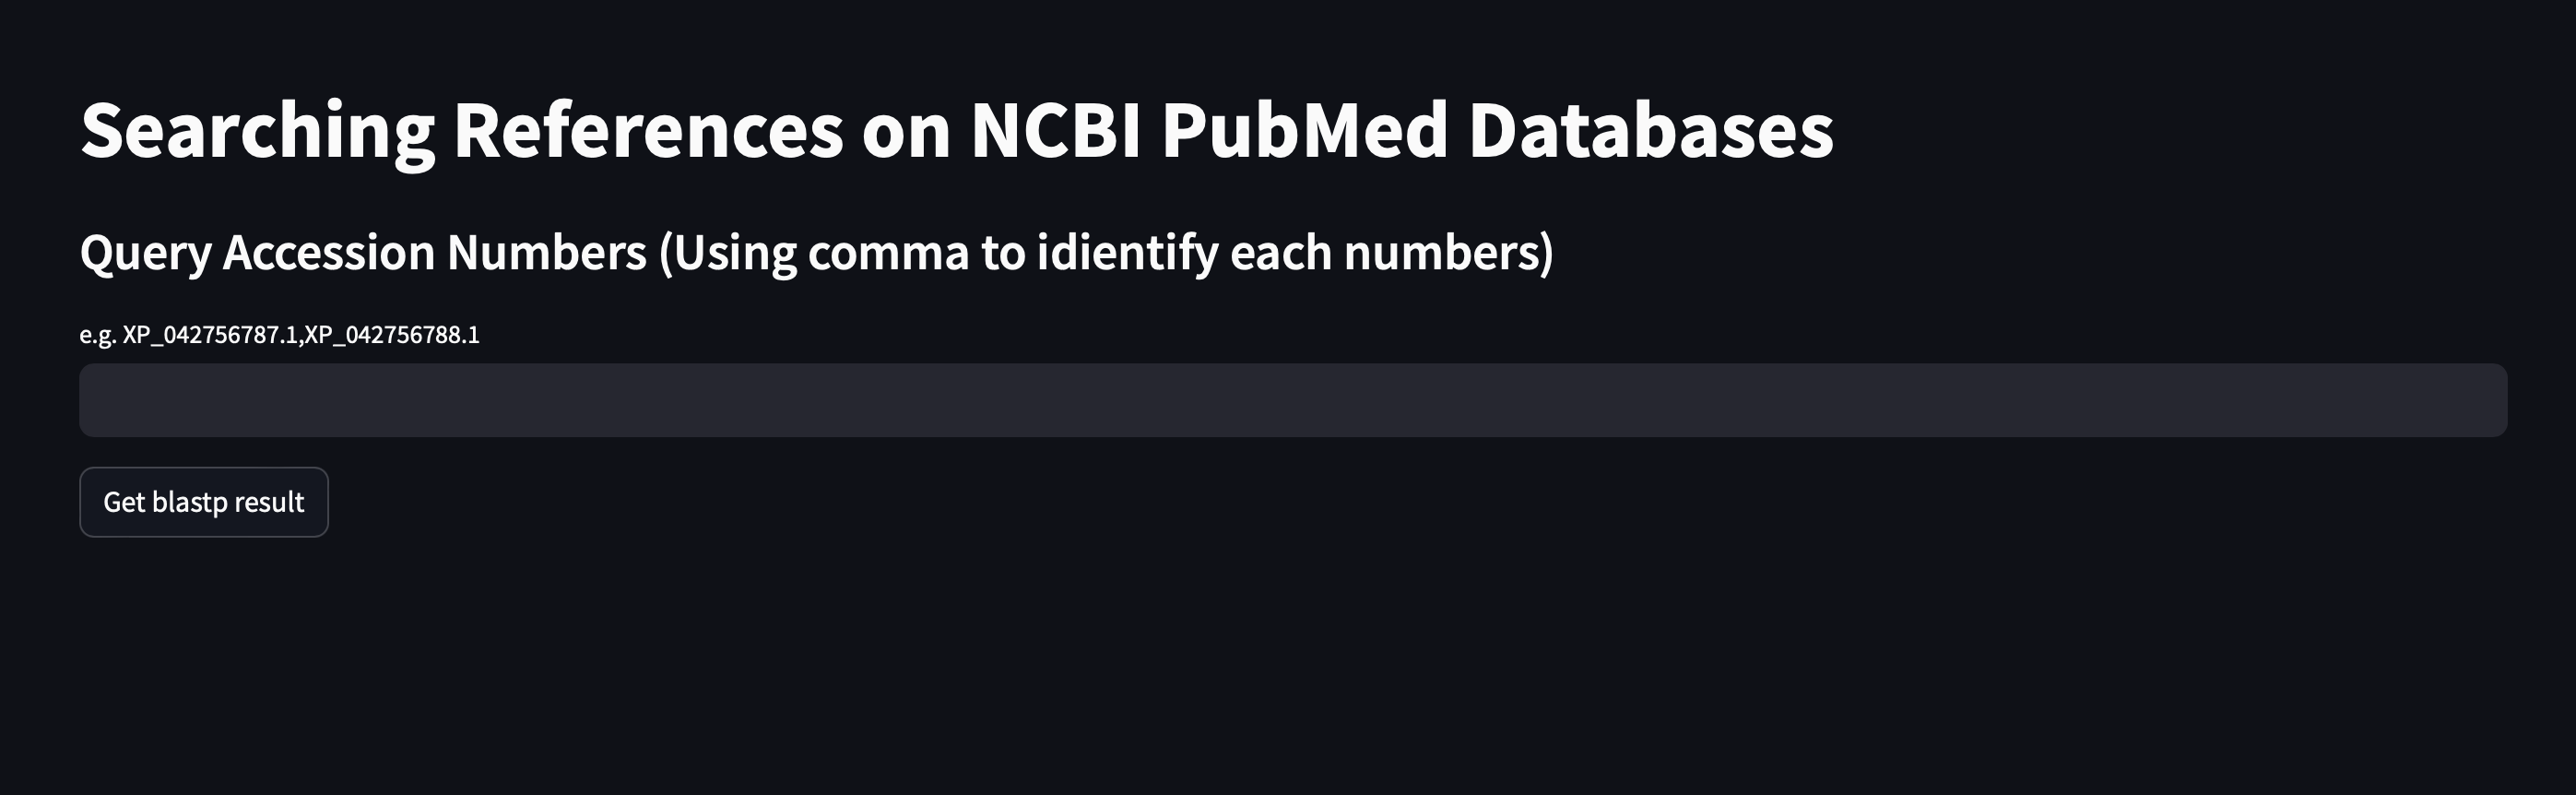 Searching References on NCBI PubMed Databases
Query Accession Numbers (Using comma to idientify each numbers)
e.g. XP_042756787.1,XP_042756788.1
Get blastp result